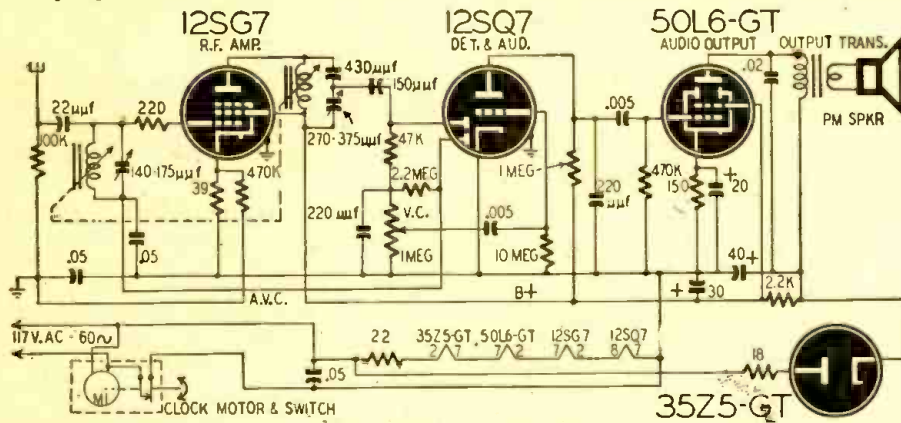 12SG7 12SQ7 50L6-GT
R.F. AMP. DET. & AUD. AUDIO OUTPUT OUTPUT TRANS.
.02
430µµf
150µµf
22µµf 220 .005
PM SPKR
100K 270-375µµf 47K
140-175µµf 2.2MEG 1 MEG
39 470K 220 µµf 470K 150 + 20
220 µµf V.C. .005
.05 1MEG 10 MEG
.05 40+
A.V.C. B+ + 30 2.2K
117V. AC - 60~ 22 35Z5-GT 50L6-GT 12SG7 12SQ7
2 7 7 2 7 2 8 7 18
.05
M
CLOCK MOTOR & SWITCH 35Z5-GT